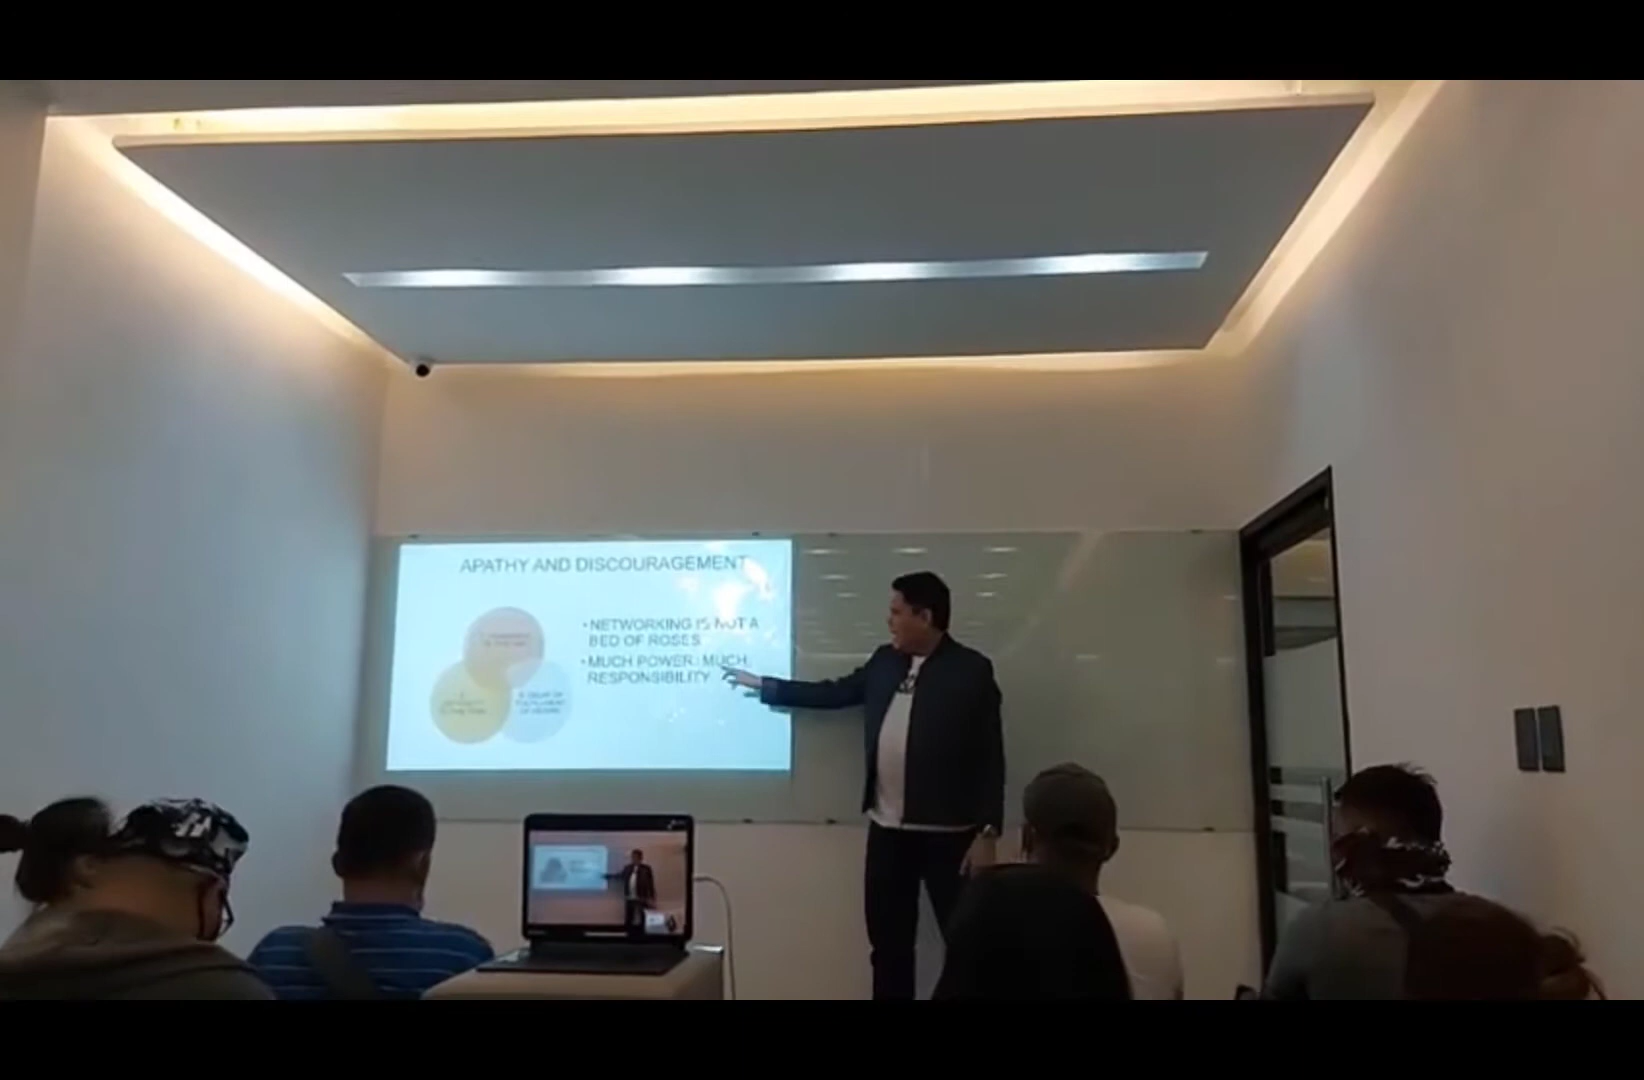 APATHY AND DISCOURAGEMENT
• NETWORKING IS NOT A
BED OF ROSES
• MUCH POWER: MUCH
RESPONSIBILITY